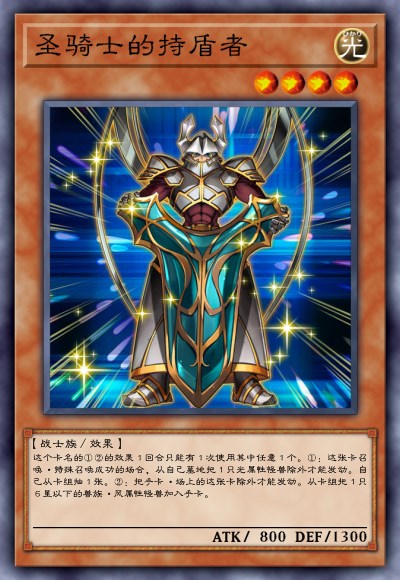 圣骑士的持盾者
光
【战士族/效果】
这个卡名的①②的效果1回合只能有1次使用其中任意1个。①：这张卡召
唤·特殊召唤成功的场合，从自己墓地把1只光属性怪兽除外才能发动。自
己从卡组抽1张。②：把手卡·场上的这张卡除外才能发动。从卡组把1只
6星以下的兽族·风属性怪兽加入手卡。
ATK/ 800 DEF/1300